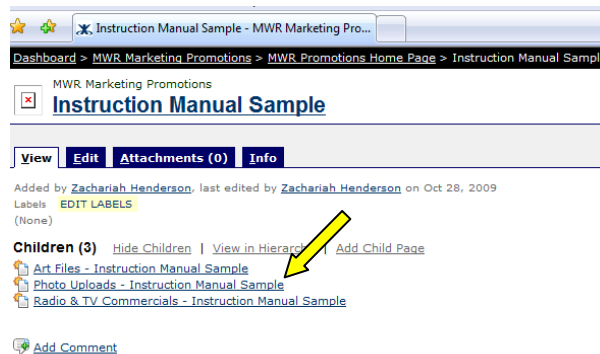 Instruction Manual Sample - MWR Marketing Pro...
Dashboard > MWR Marketing Promotions > MWR Promotions Home Page > Instruction Manual Sampl
MWR Marketing Promotions
Instruction Manual Sample
View Edit Attachments (0) Info
Added by Zachariah Henderson, last edited by Zachariah Henderson on Oct 28, 2009
Labels EDIT LABELS
(None)
Children (3) Hide Children | View in Hierarch | Add Child Page
Art Files - Instruction Manual Sample
Photo Uploads - Instruction Manual Sample
Radio & TV Commercials - Instruction Manual Sample
Add Comment